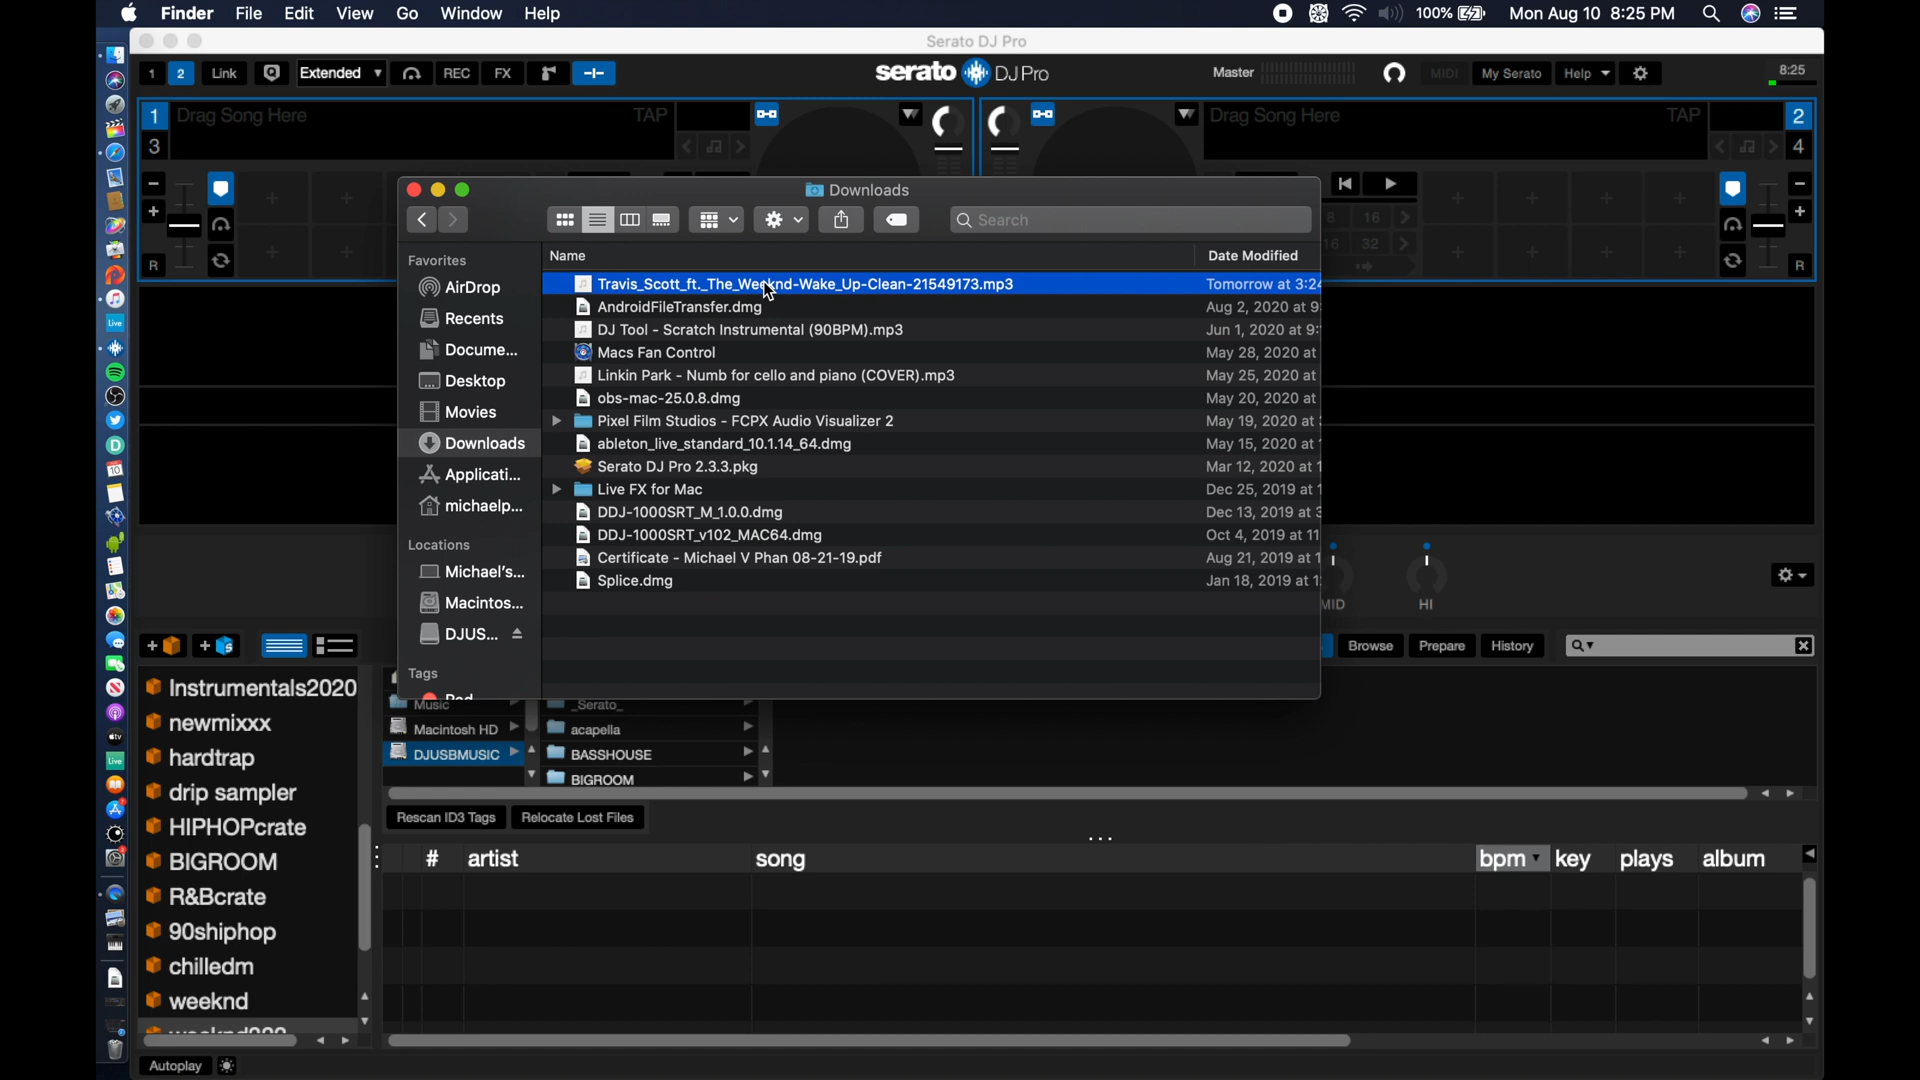 Finder File Edit View Go Window Help 100% Mon Aug 10 8:25 PM
Serato DJ Pro
1 2 Link Extended REC FX serato DJ Pro Master MIDI My Serato Help 8:25
1 Drag Song Here TAP Drag Song Here TAP 2
3 4
Downloads
Search
R R
8 16
16 32
Favorites
AirDrop
Recents
Docume...
Desktop
Movies
Downloads
Applicati...
michaelp...
Locations
Michael's...
Macintos...
DJUS...
Tags
Red
Name Date Modified
Travis_Scott_ft._The_Weeknd-Wake_Up-Clean-21549173.mp3 Tomorrow at 3:24
AndroidFileTransfer.dmg Aug 2, 2020 at 9
DJ Tool - Scratch Instrumental (90BPM).mp3 Jun 1, 2020 at 9:
Macs Fan Control May 28, 2020 at
Linkin Park - Numb for cello and piano (COVER).mp3 May 25, 2020 at
obs-mac-25.0.8.dmg May 20, 2020 at
Pixel Film Studios - FCPX Audio Visualizer 2 May 19, 2020 at
ableton_live_standard_10.1.14_64.dmg May 15, 2020 at
Serato DJ Pro 2.3.3.pkg Mar 12, 2020 at
Live FX for Mac Dec 25, 2019 at
DDJ-1000SRT_M_1.0.0.dmg Dec 13, 2019 at
DDJ-1000SRT_v102_MAC64.dmg Oct 4, 2019 at 11
Certificate - Michael V Phan 08-21-19.pdf Aug 21, 2019 at
Splice.dmg Jan 18, 2019 at
MID HI
Browse Prepare History
Instrumentals2020
newmixxx
hardtrap
drip sampler
HIPHOPcrate
BIGROOM
R&Bcrate
90shiphop
chilledm
weeknd
Music
Macintosh HD
DJUSBMUSIC
_Serato_
acapella
BASSHOUSE
BIGROOM
Rescan ID3 Tags Relocate Lost Files
# artist song bpm key plays album
Autoplay